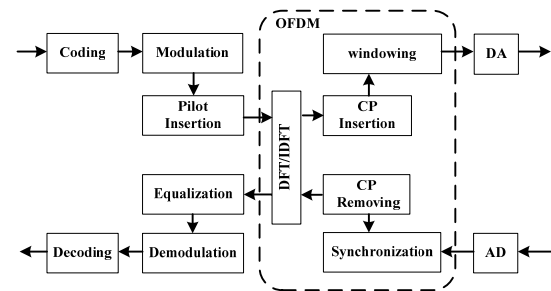 OFDM
Coding
Modulation
windowing
DA
Pilot
Insertion
DFT/IDFT
CP
Insertion
Equalization
CP
Removing
Decoding
Demodulation
Synchronization
AD